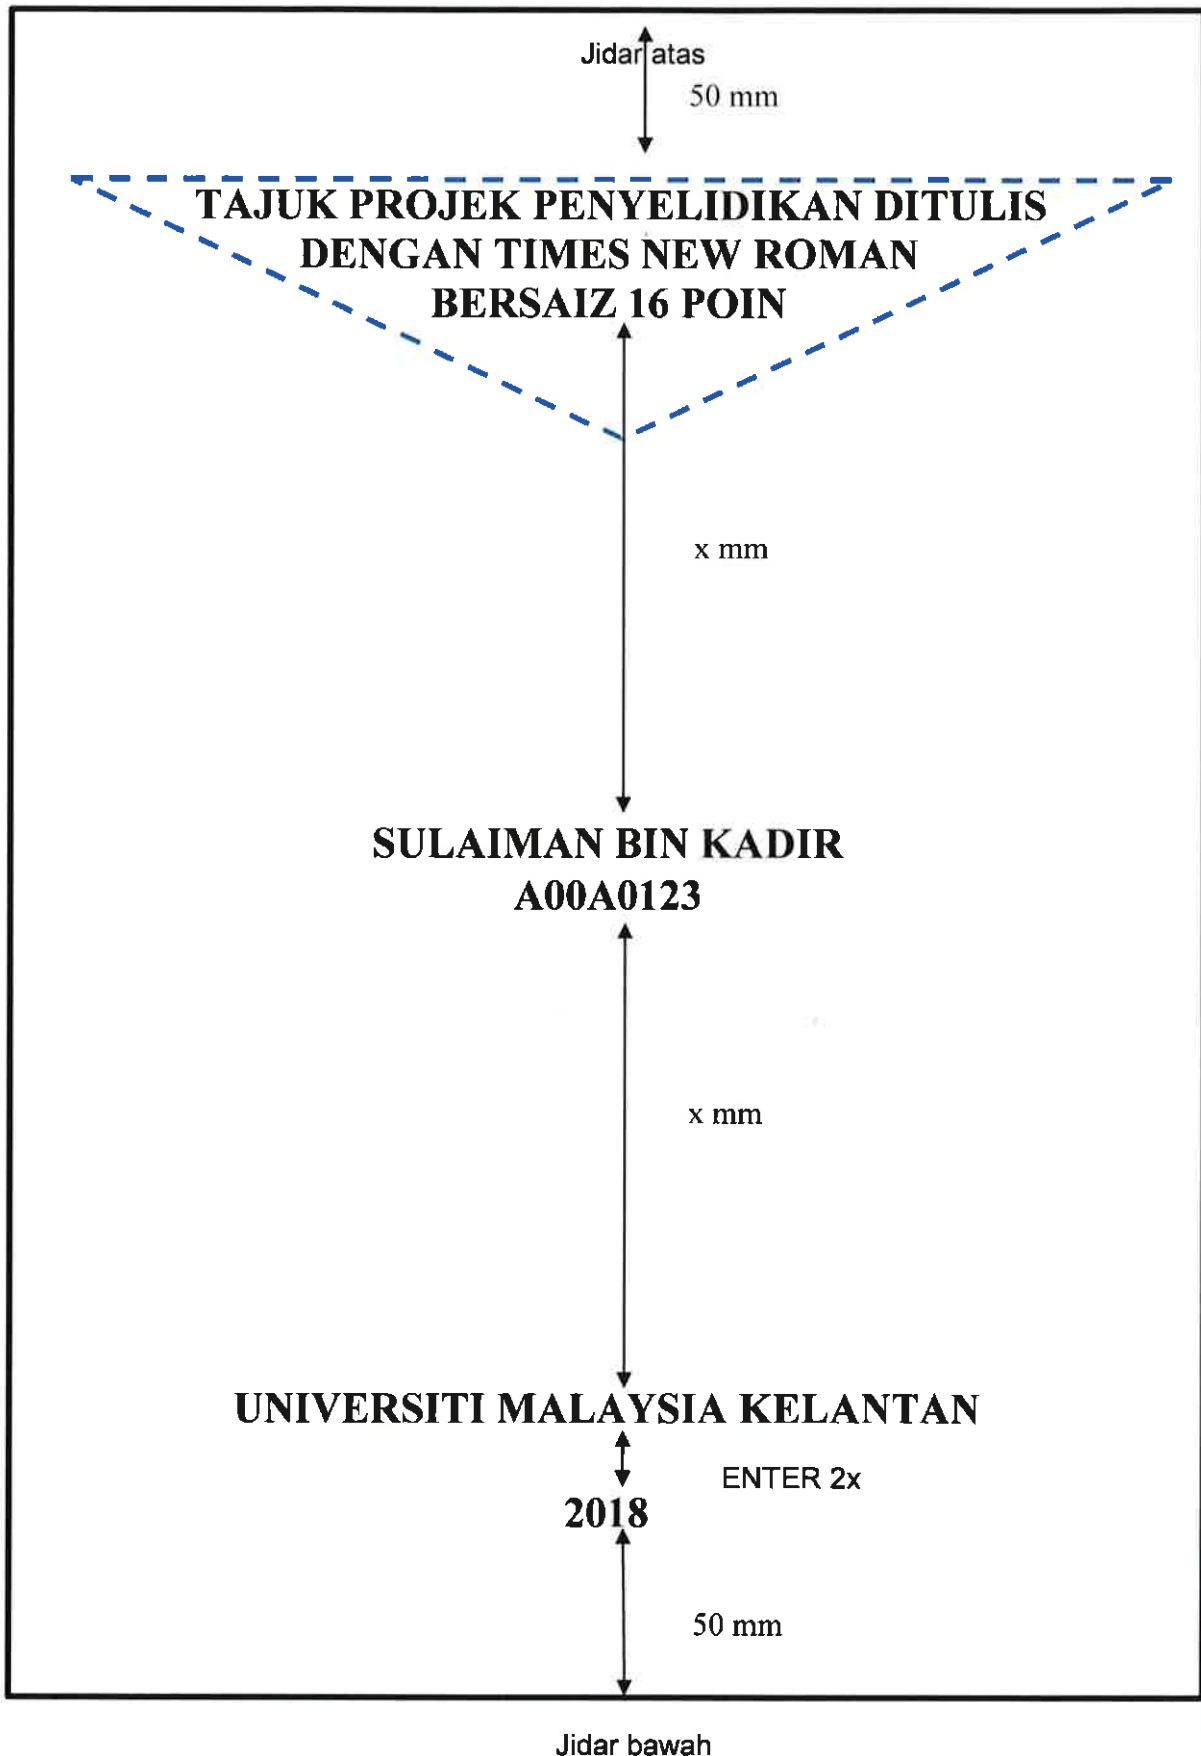 Jidar atas
50 mm
TAJUK PROJEK PENYELIDIKAN DITULIS
DENGAN TIMES NEW ROMAN
BERSAIZ 16 POIN
x mm
SULAIMAN BIN KADIR
A00A0123
x mm
UNIVERSITI MALAYSIA KELANTAN
ENTER 2x
2018
50 mm
Jidar bawah